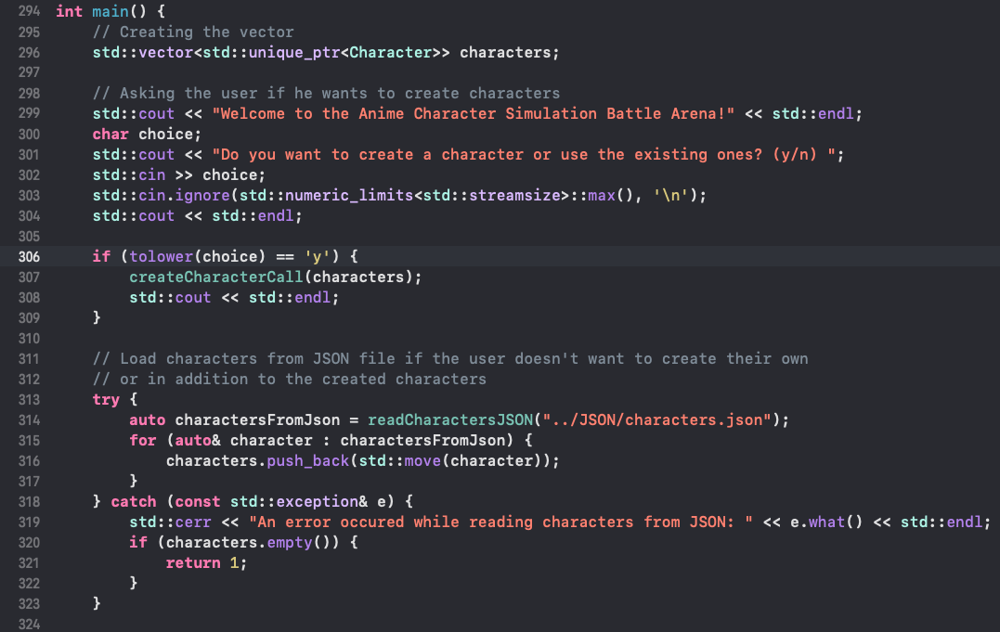 294 int main() {
295     // Creating the vector
296     std::vector<std::unique_ptr<Character>> characters;
297
298     // Asking the user if he wants to create characters
299     std::cout << "Welcome to the Anime Character Simulation Battle Arena!" << std::endl;
300     char choice;
301     std::cout << "Do you want to create a character or use the existing ones? (y/n) ";
302     std::cin >> choice;
303     std::cin.ignore(std::numeric_limits<std::streamsize>::max(), '\n');
304     std::cout << std::endl;
305
306     if (tolower(choice) == 'y') {
307         createCharacterCall(characters);
308         std::cout << std::endl;
309     }
310
311     // Load characters from JSON file if the user doesn't want to create their own
312     // or in addition to the created characters
313     try {
314         auto charactersFromJson = readCharactersJSON("../JSON/characters.json");
315         for (auto& character : charactersFromJson) {
316             characters.push_back(std::move(character));
317         }
318     } catch (const std::exception& e) {
319         std::cerr << "An error occured while reading characters from JSON: " << e.what() << std::endl;
320         if (characters.empty()) {
321             return 1;
322         }
323     }
324